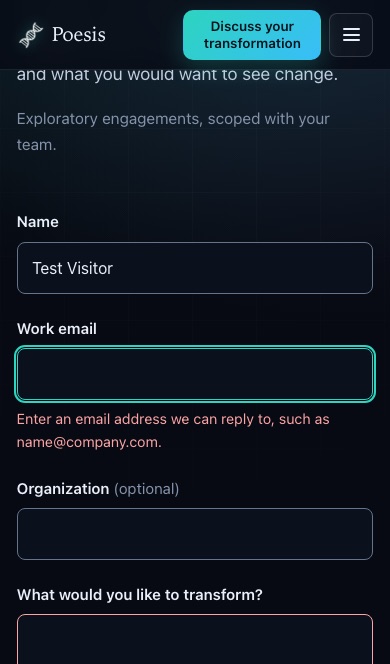 Poesis
Discuss your
transformation
and what you would want to see change.
Exploratory engagements, scoped with your
team.
Name
Test Visitor
Work email
Enter an email address we can reply to, such as
name@company.com.
Organization (optional)
What would you like to transform?